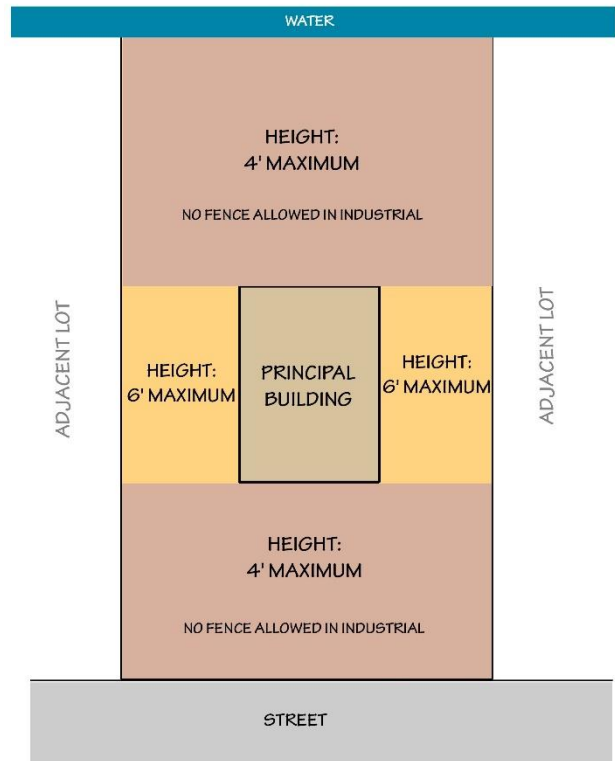 WATER
HEIGHT:
4' MAXIMUM
NO FENCE ALLOWED IN INDUSTRIAL
ADJACENT LOT
HEIGHT:
6' MAXIMUM
PRINCIPAL
BUILDING
HEIGHT:
6' MAXIMUM
ADJACENT LOT
HEIGHT:
4' MAXIMUM
NO FENCE ALLOWED IN INDUSTRIAL
STREET